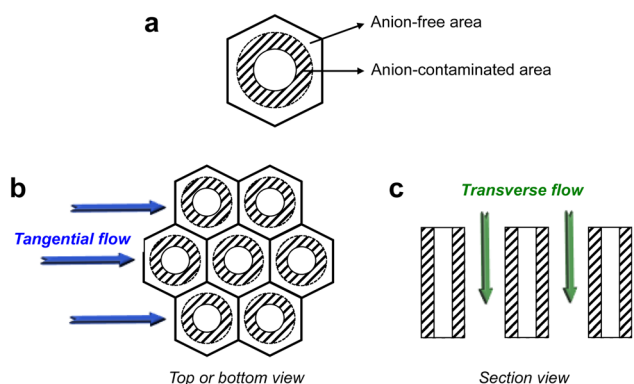 a
Anion-free area
Anion-contaminated area
b
Tangential flow
Top or bottom view
c
Transverse flow
Section view